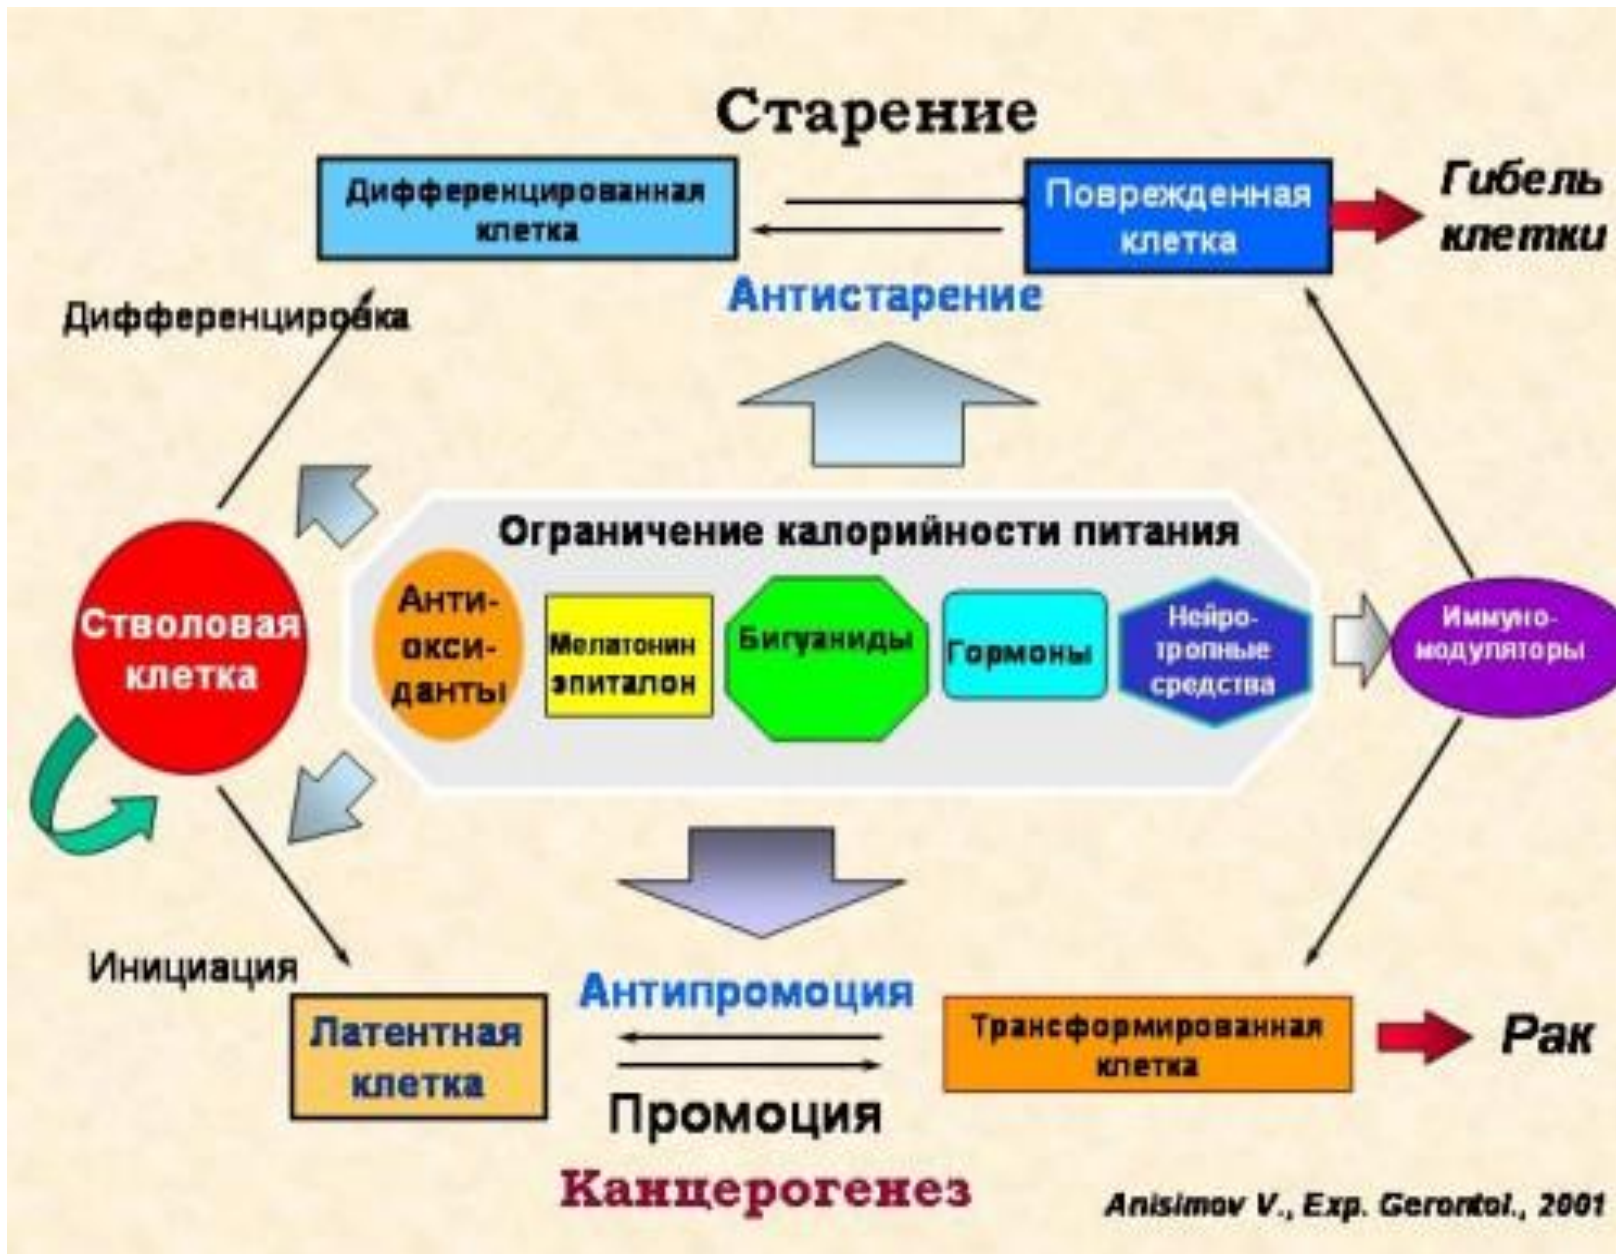 Старение
Дифференцированная
клетка
Поврежденная
клетка
Гибель
клетки
Антистарение
Дифференцировка
Ограничение калорийности питания
Стволовая
клетка
Анти-
окси-
данты
Мелатонин
эпиталон
Бигуаниды
Гормоны
Нейро-
тропные
средства
Иммуно-
модуляторы
Инициация
Латентная
клетка
Антипромоция
Промоция
Трансформированная
клетка
Рак
Канцерогенез
Anisimov V., Exp. Gerontol., 2001